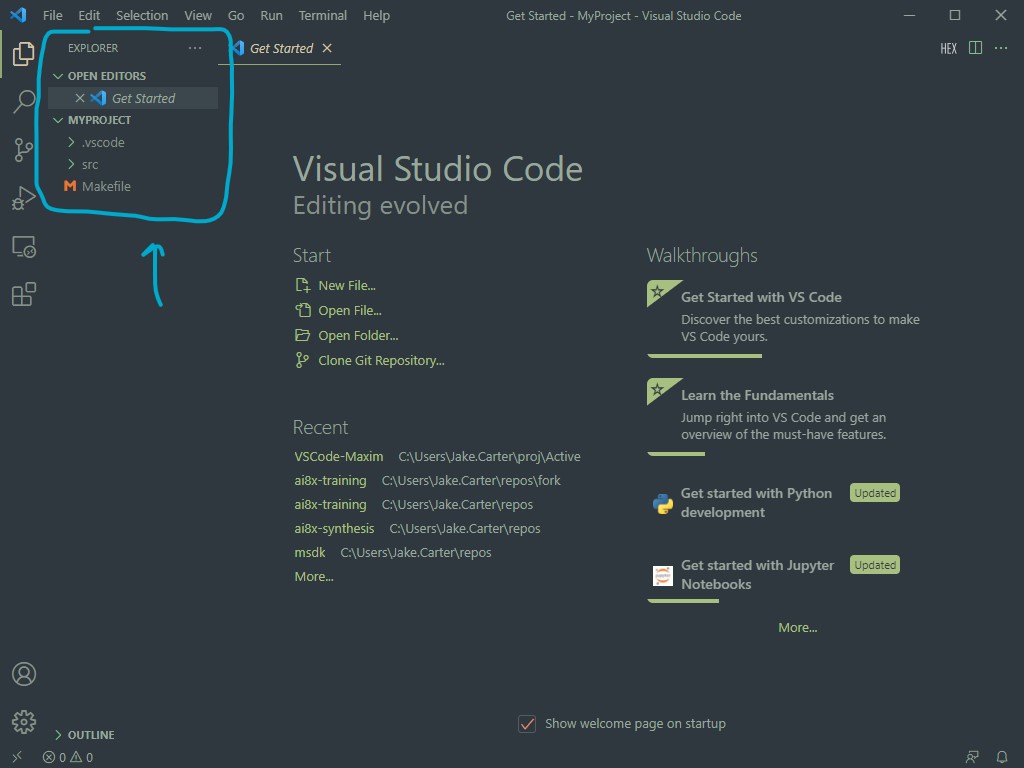 File Edit Selection View Go Run Terminal Help Get Started - MyProject - Visual Studio Code
EXPLORER
Get Started
HEX
OPEN EDITORS
Get Started
MYPROJECT
.vscode
src
M Makefile
Visual Studio Code
Editing evolved
Start
New File...
Open File...
Open Folder...
Clone Git Repository...
Recent
VSCode-Maxim C:\Users\Jake.Carter\proj\Active
ai8x-training C:\Users\Jake.Carter\repos\fork
ai8x-training C:\Users\Jake.Carter\repos
ai8x-synthesis C:\Users\Jake.Carter\repos
msdk C:\Users\Jake.Carter\repos
More...
Walkthroughs
Get Started with VS Code
Discover the best customizations to make
VS Code yours.
Learn the Fundamentals
Jump right into VS Code and get an
overview of the must-have features.
Get started with Python
development
Updated
Get started with Jupyter
Notebooks
Updated
More...
Show welcome page on startup
OUTLINE
0 0